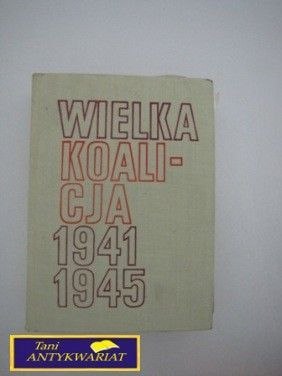 WIELKA
KOALI-
CJA
1941
1945
Tani
ANTYKWARIAT